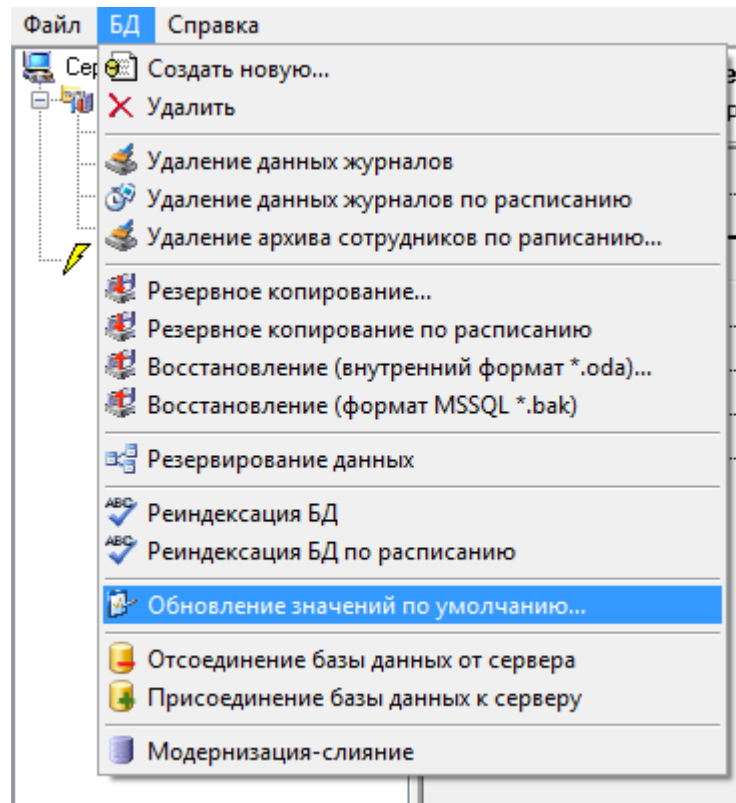 Файл БД Справка
Сер
Создать новую...
Удалить
Удаление данных журналов
Удаление данных журналов по расписанию
Удаление архива сотрудников по раписанию...
Резервное копирование...
Резервное копирование по расписанию
Восстановление (внутренний формат *.oda)...
Восстановление (формат MSSQL *.bak)
Резервирование данных
Реиндексация БД
Реиндексация БД по расписанию
Обновление значений по умолчанию...
Отсоединение базы данных от сервера
Присоединение базы данных к серверу
Модернизация-слияние